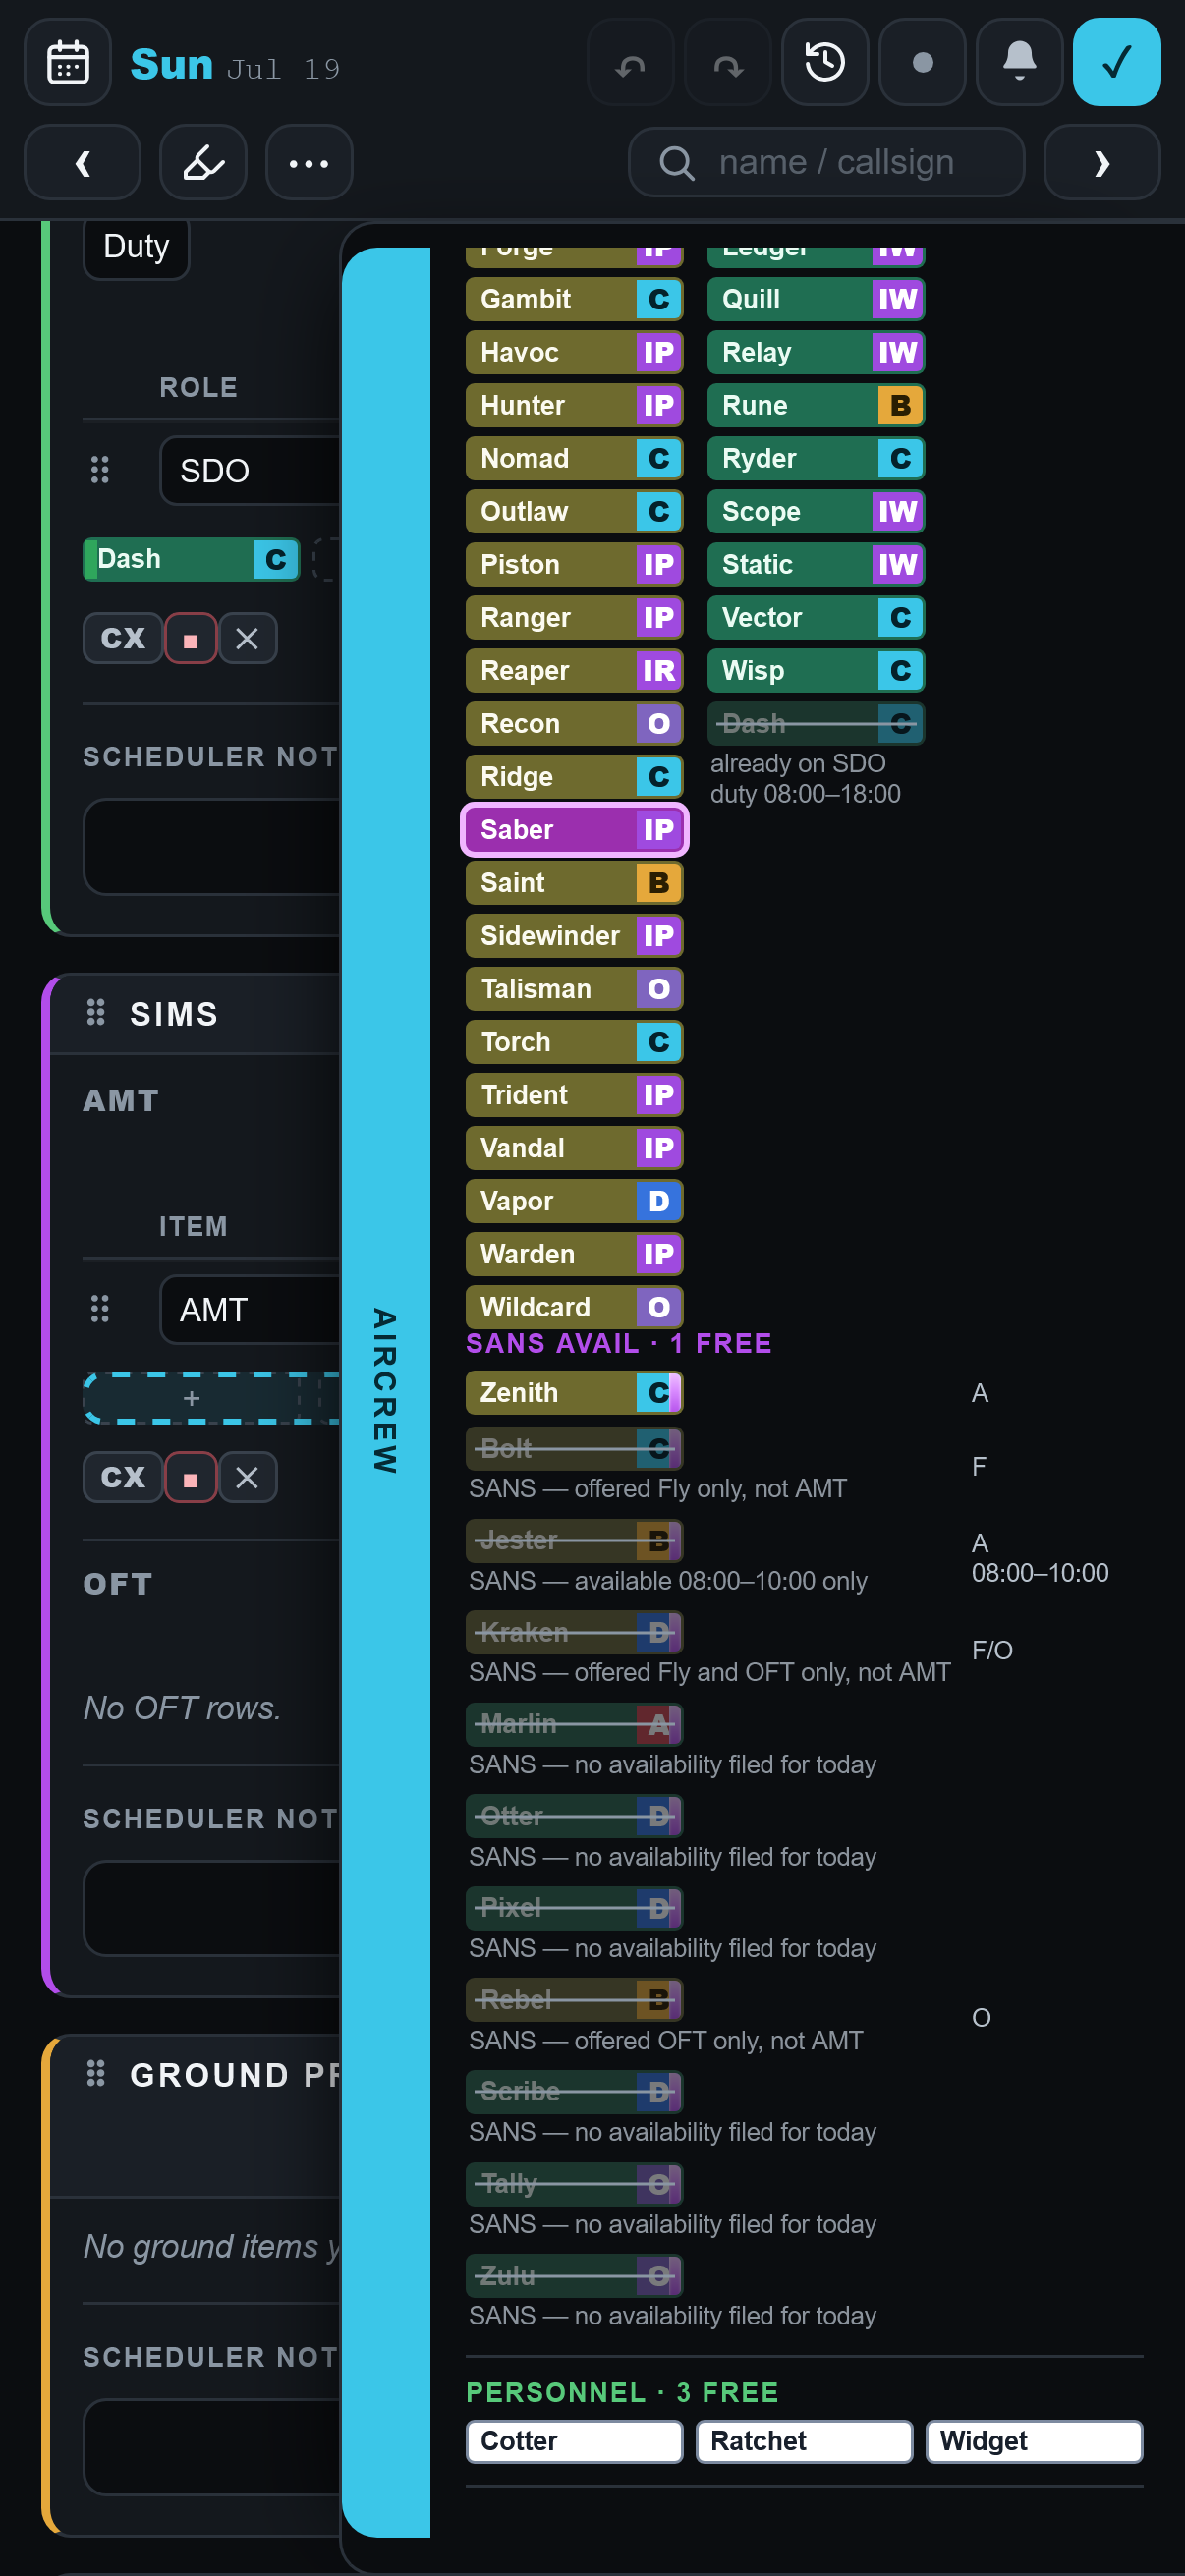 Sun Jul 19
name / callsign
Duty
ROLE
SDO
Dash C
CX
SCHEDULER NOT
SIMS
AMT
ITEM
AMT
+
CX
OFT
No OFT rows.
SCHEDULER NOT
GROUND PR
No ground items y
SCHEDULER NOT
AIRCREW
Forge IP
Gambit C
Havoc IP
Hunter IP
Nomad C
Outlaw C
Piston IP
Ranger IP
Reaper IR
Recon O
Ridge C
Saber IP
Saint B
Sidewinder IP
Talisman O
Torch C
Trident IP
Vandal IP
Vapor D
Warden IP
Wildcard O
Ledger IW
Quill IW
Relay IW
Rune B
Ryder C
Scope IW
Static IW
Vector C
Wisp C
Dash C
already on SDO
duty 08:00–18:00
SANS AVAIL · 1 FREE
Zenith C A
Bolt C F
SANS — offered Fly only, not AMT
Jester B A
08:00–10:00
SANS — available 08:00–10:00 only
Kraken D F/O
SANS — offered Fly and OFT only, not AMT
Marlin A
SANS — no availability filed for today
Otter D
SANS — no availability filed for today
Pixel D
SANS — no availability filed for today
Rebel B O
SANS — offered OFT only, not AMT
Scribe D
SANS — no availability filed for today
Tally O
SANS — no availability filed for today
Zulu O
SANS — no availability filed for today
PERSONNEL · 3 FREE
Cotter Ratchet Widget